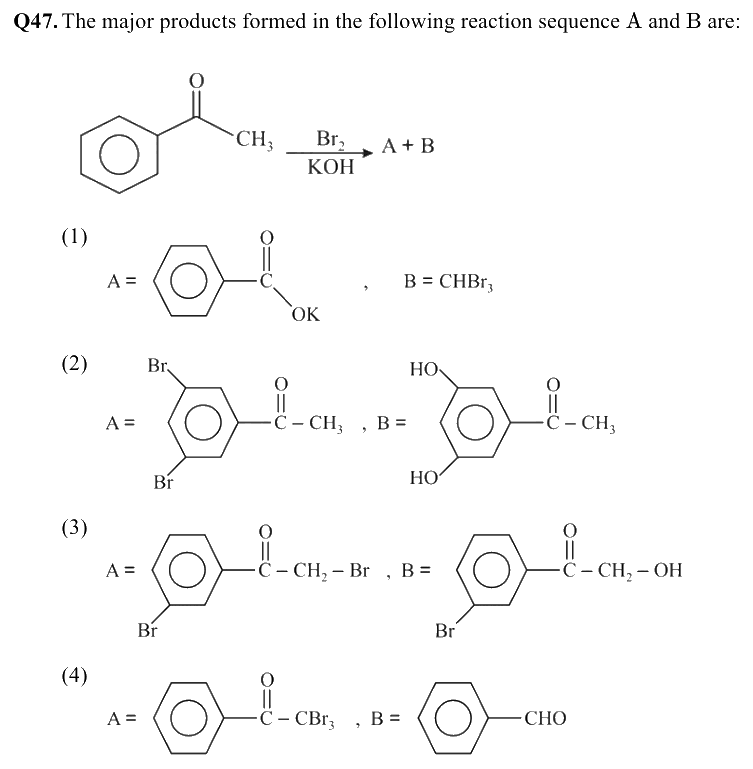 Q47. The major products formed in the following reaction sequence A and B are:
O
CH3
Br2
KOH
A + B
(1)
A =
O
C
OK
,
B = CHBr3
(2)
A =
Br
Br
O
C – CH3
, B =
HO
HO
O
C – CH3
(3)
A =
Br
O
C – CH2 – Br
, B =
Br
O
C – CH2 – OH
(4)
A =
O
C – CBr3
, B =
CHO